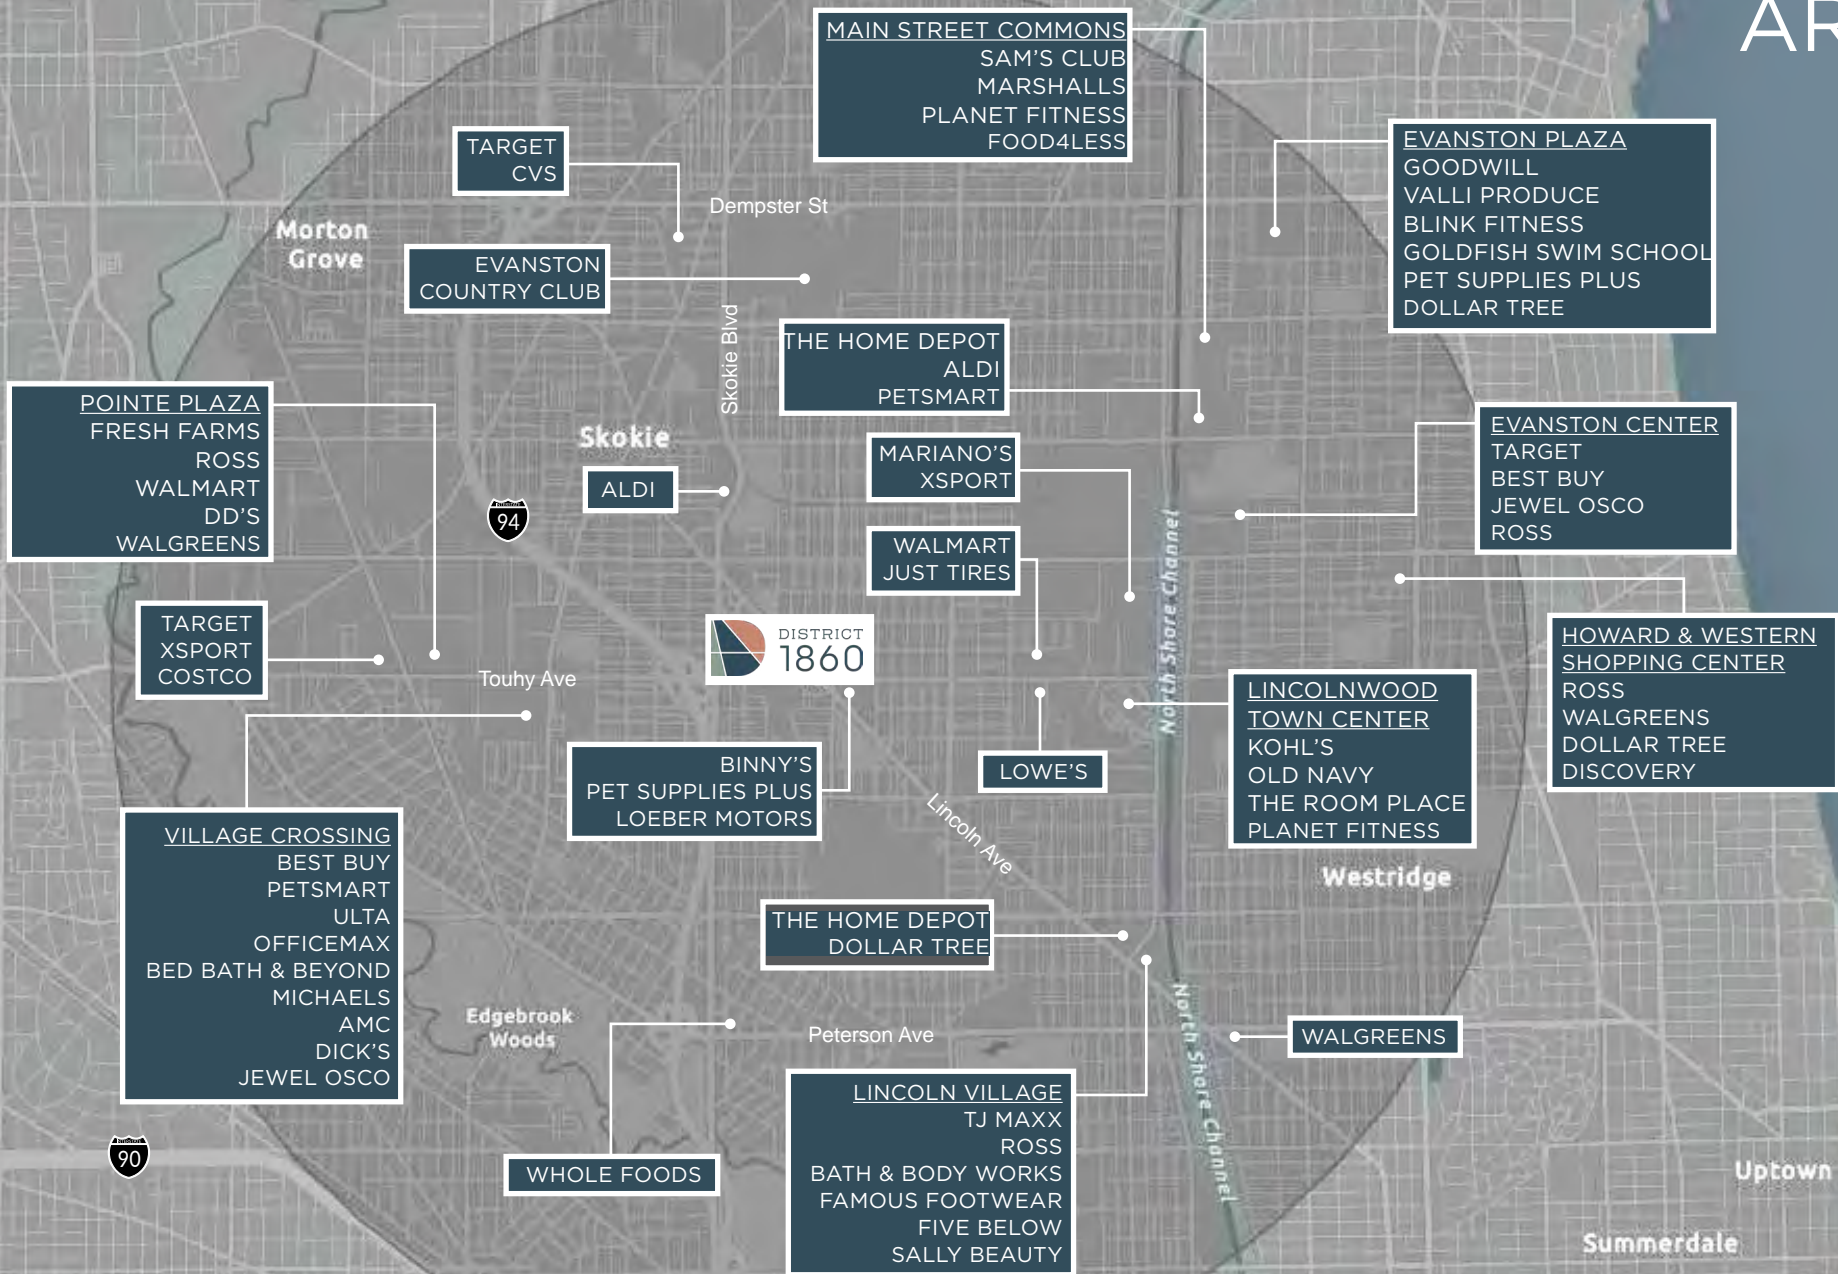 AR
MAIN STREET COMMONS
SAM'S CLUB
MARSHALLS
PLANET FITNESS
FOOD4LESS
TARGET
CVS
EVANSTON PLAZA
GOODWILL
VALLI PRODUCE
BLINK FITNESS
GOLDFISH SWIM SCHOOL
PET SUPPLIES PLUS
DOLLAR TREE
Dempster St
Morton
Grove
EVANSTON
COUNTRY CLUB
Skokie Blvd
THE HOME DEPOT
ALDI
PETSMART
POINTE PLAZA
FRESH FARMS
ROSS
WALMART
DD'S
WALGREENS
Skokie
ALDI
94
MARIANO'S
XSPORT
EVANSTON CENTER
TARGET
BEST BUY
JEWEL OSCO
ROSS
WALMART
JUST TIRES
North Shore Channel
TARGET
XSPORT
COSTCO
DISTRICT
1860
Touhy Ave
HOWARD & WESTERN
SHOPPING CENTER
ROSS
WALGREENS
DOLLAR TREE
DISCOVERY
LINCOLNWOOD
TOWN CENTER
KOHL'S
OLD NAVY
THE ROOM PLACE
PLANET FITNESS
BINNY'S
PET SUPPLIES PLUS
LOEBER MOTORS
LOWE'S
Lincoln Ave
VILLAGE CROSSING
BEST BUY
PETSMART
ULTA
OFFICEMAX
BED BATH & BEYOND
MICHAELS
AMC
DICK'S
JEWEL OSCO
Westridge
THE HOME DEPOT
DOLLAR TREE
Edgebrook
Woods
Peterson Ave
North Shore Channel
WALGREENS
LINCOLN VILLAGE
TJ MAXX
ROSS
BATH & BODY WORKS
FAMOUS FOOTWEAR
FIVE BELOW
SALLY BEAUTY
90
WHOLE FOODS
Uptown
Summerdale